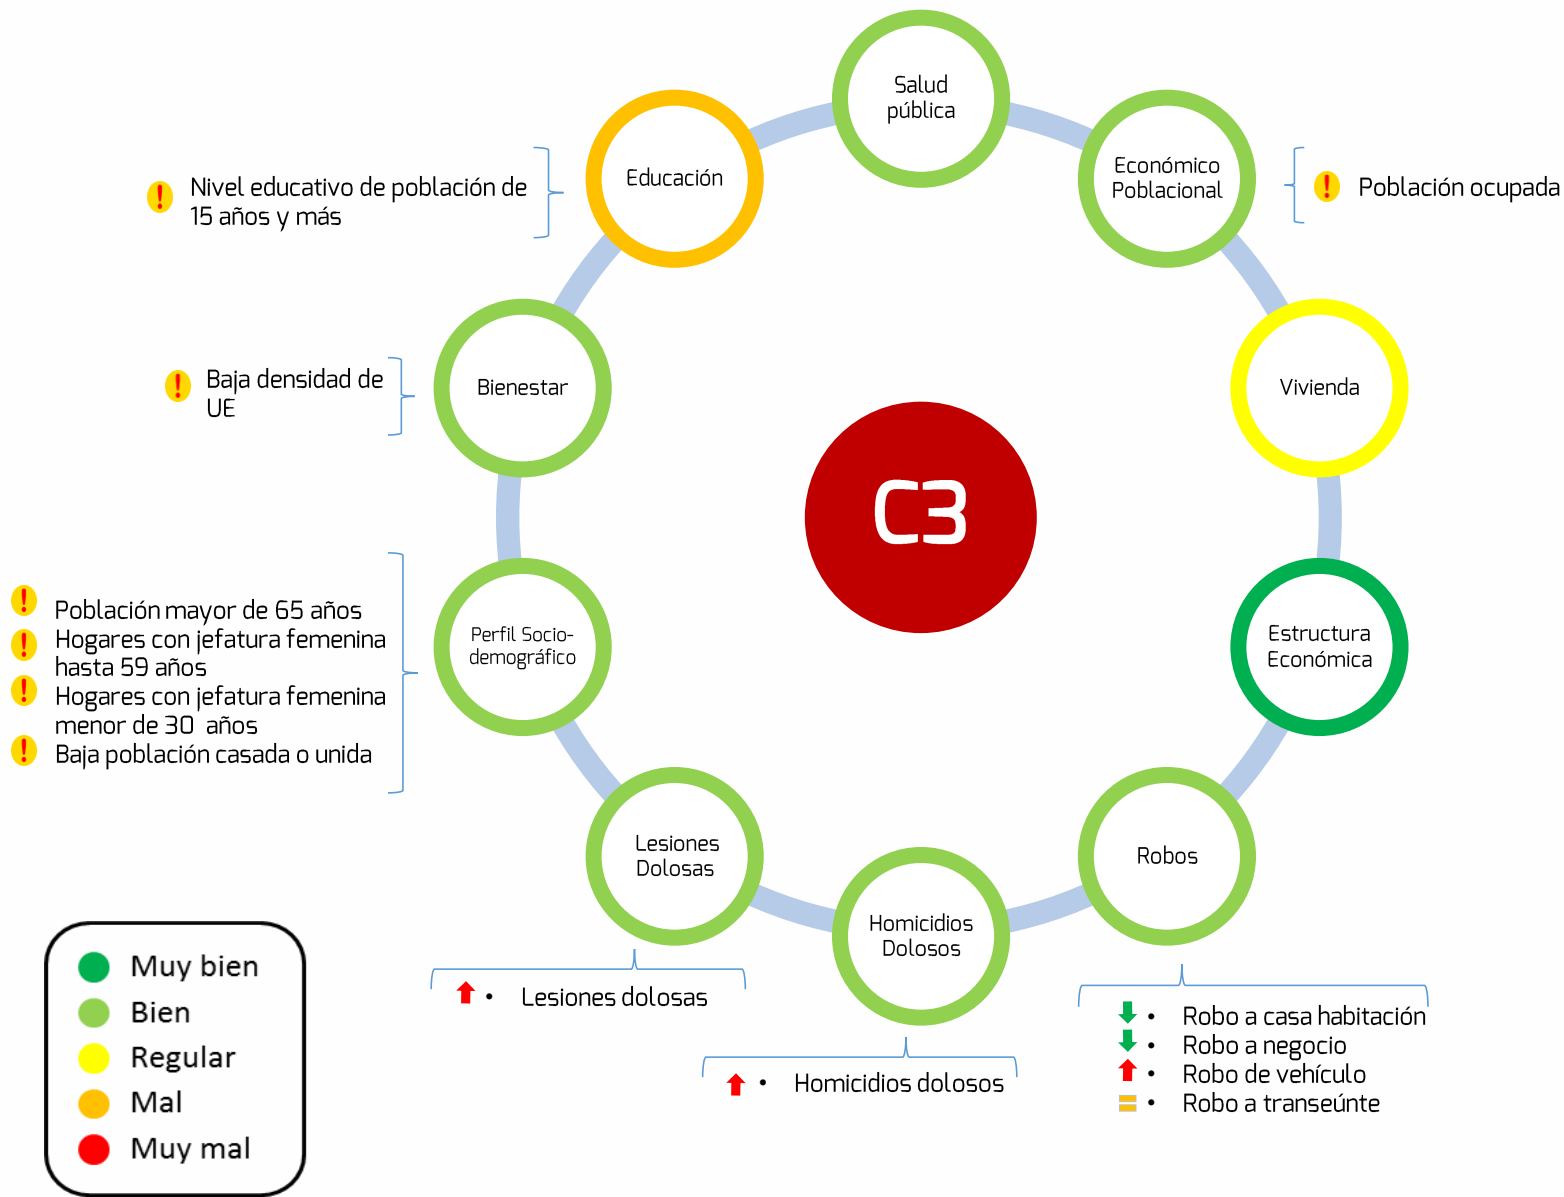 Salud
pública
Económico
Poblacional
Población ocupada
Educación
Nivel educativo de población de
15 años y más
Vivienda
Bienestar
Baja densidad de
UE
C3
Estructura
Económica
Perfil Socio-
demográfico
Población mayor de 65 años
Hogares con jefatura femenina
hasta 59 años
Hogares con jefatura femenina
menor de 30 años
Baja población casada o unida
Lesiones
Dolosas
• Lesiones dolosas
Homicidios
Dolosos
• Homicidios dolosos
Robos
• Robo a casa habitación
• Robo a negocio
• Robo de vehículo
• Robo a transeúnte
Muy bien
Bien
Regular
Mal
Muy mal